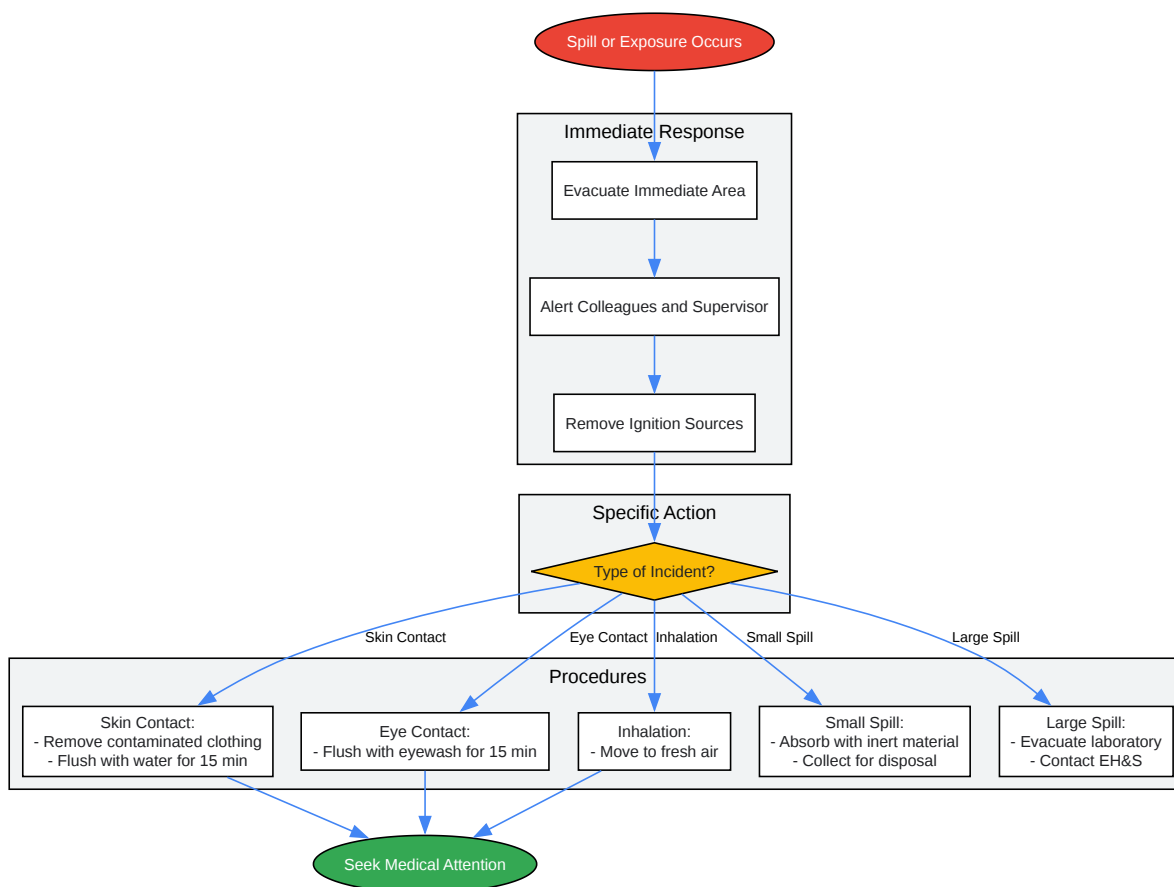 Spill or Exposure Occurs
Immediate Response
Evacuate Immediate Area
Alert Colleagues and Supervisor
Remove Ignition Sources
Specific Action
Type of Incident?
Skin Contact
Eye Contact
Inhalation
Small Spill
Large Spill
Procedures
Skin Contact:
- Remove contaminated clothing
- Flush with water for 15 min
Eye Contact:
- Flush with eyewash for 15 min
Inhalation:
- Move to fresh air
Small Spill:
- Absorb with inert material
- Collect for disposal
Large Spill:
- Evacuate laboratory
- Contact EH&S
Seek Medical Attention